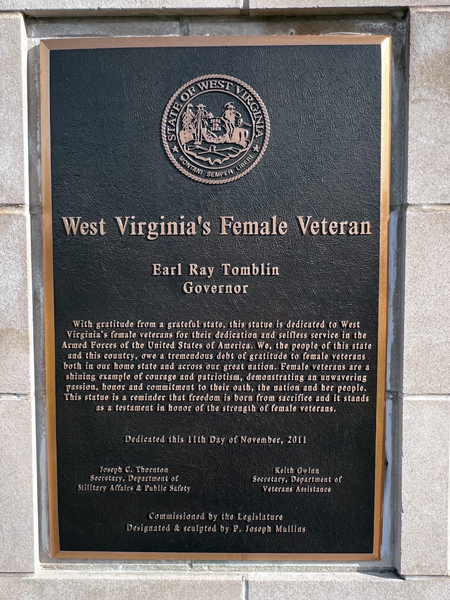 STATE OF WEST VIRGINIA
MONTANI SEMPER LIBERI
West Virginia's Female Veteran
Earl Ray Tomblin
Governor
With gratitude from a grateful state, this statue is dedicated to West
Virginia's female veterans for their dedication and selfless service in the
Armed Forces of the United States of America. We, the people of this state
and this country, owe a tremendous debt of gratitude to female veterans
both in our home state and across our great nation. Female veterans are a
shining example of courage and patriotism, demonstrating an unwavering
passion, honor and commitment to their oath, the nation and her people.
This statue is a reminder that freedom is born from sacrifice and it stands
as a testament in honor of the strength of female veterans.
Dedicated this 11th Day of November, 2011
Joseph C. Thornton
Secretary, Department of
Military Affairs & Public Safety
Keith Gwinn
Secretary, Department of
Veterans Assistance
Commissioned by the Legislature
Designated & sculpted by P. Joseph Mullins